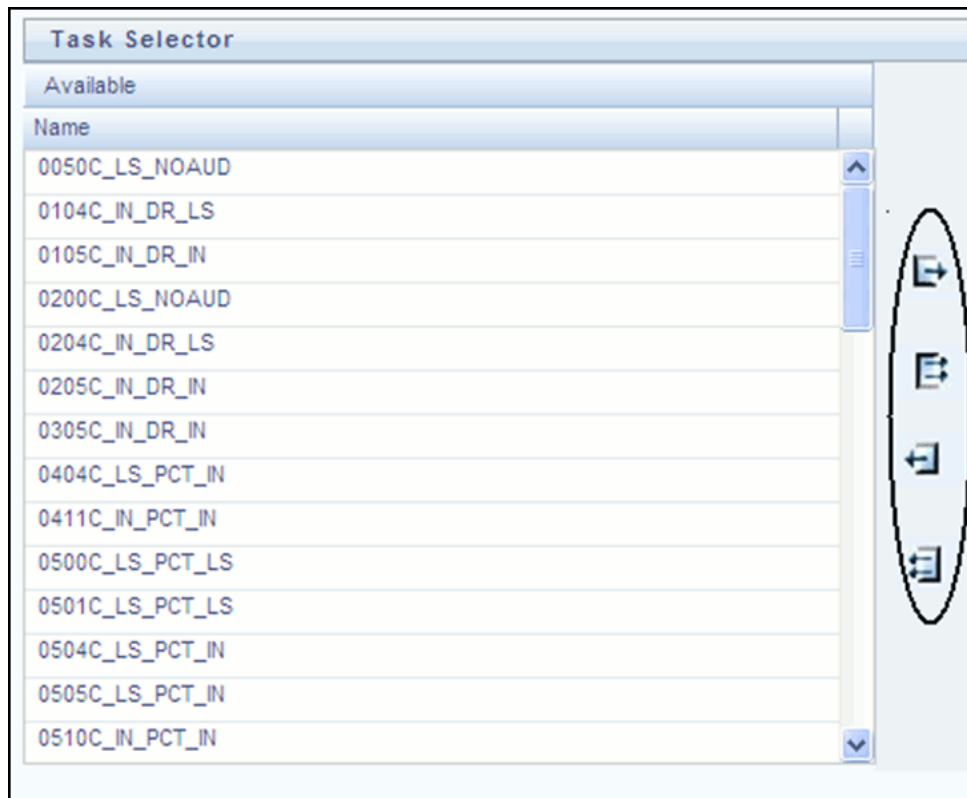 Task Selector
Available
Name
0050C_LS_NOAUD
0104C_IN_DR_LS
0105C_IN_DR_IN
0200C_LS_NOAUD
0204C_IN_DR_LS
0205C_IN_DR_IN
0305C_IN_DR_IN
0404C_LS_PCT_IN
0411C_IN_PCT_IN
0500C_LS_PCT_LS
0501C_LS_PCT_LS
0504C_LS_PCT_IN
0505C_LS_PCT_IN
0510C_IN_PCT_IN